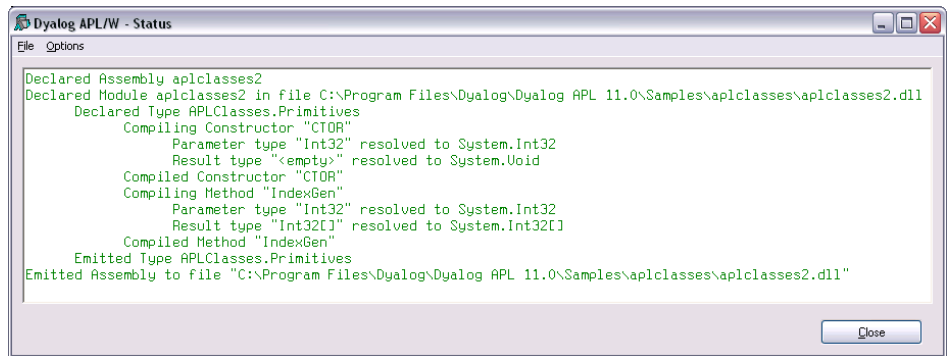 Dyalog APL/W - Status
File Options
Declared Assembly aplclasses2
Declared Module aplclasses2 in file C:\Program Files\Dyalog\Dyalog APL 11.0\Samples\aplclasses\aplclasses2.dll
Declared Type APLClasses.Primitives
Compiling Constructor "CTOR"
Parameter type "Int32" resolved to System.Int32
Result type "<empty>" resolved to System.Void
Compiled Constructor "CTOR"
Compiling Method "IndexGen"
Parameter type "Int32" resolved to System.Int32
Result type "Int32[]" resolved to System.Int32[]
Compiled Method "IndexGen"
Emitted Type APLClasses.Primitives
Emitted Assembly to file "C:\Program Files\Dyalog\Dyalog APL 11.0\Samples\aplclasses\aplclasses2.dll"
Close